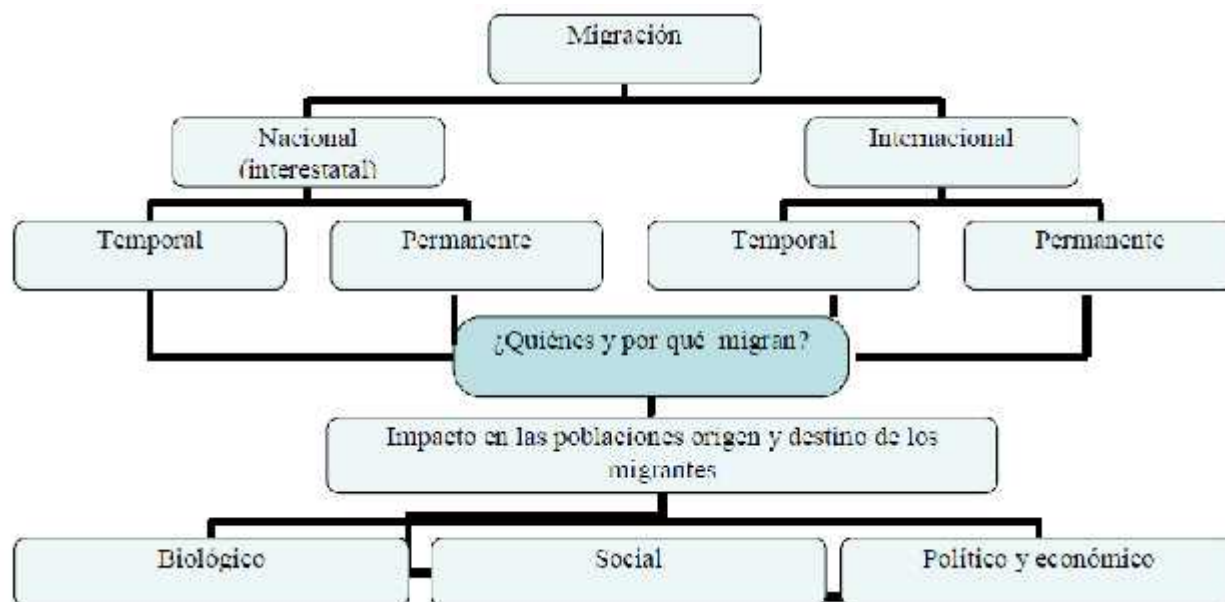 Migración
Nacional
(interestatal)
Internacional
Temporal
Permanente
Temporal
Permanente
¿Quiénes y por qué migran?
Impacto en las poblaciones origen y destino de los
migrantes
Biológico
Social
Político y económico